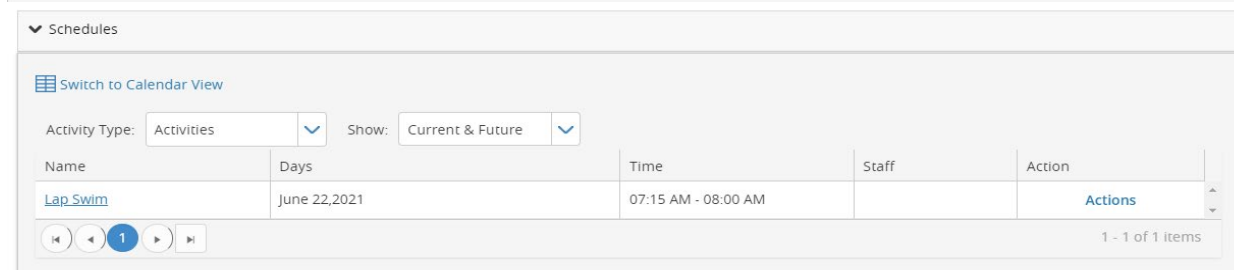 Schedules
Switch to Calendar View
Activity Type: Activities Show: Current & Future
Name Days Time Staff Action
Lap Swim June 22,2021 07:15 AM - 08:00 AM Actions
1 1 - 1 of 1 items